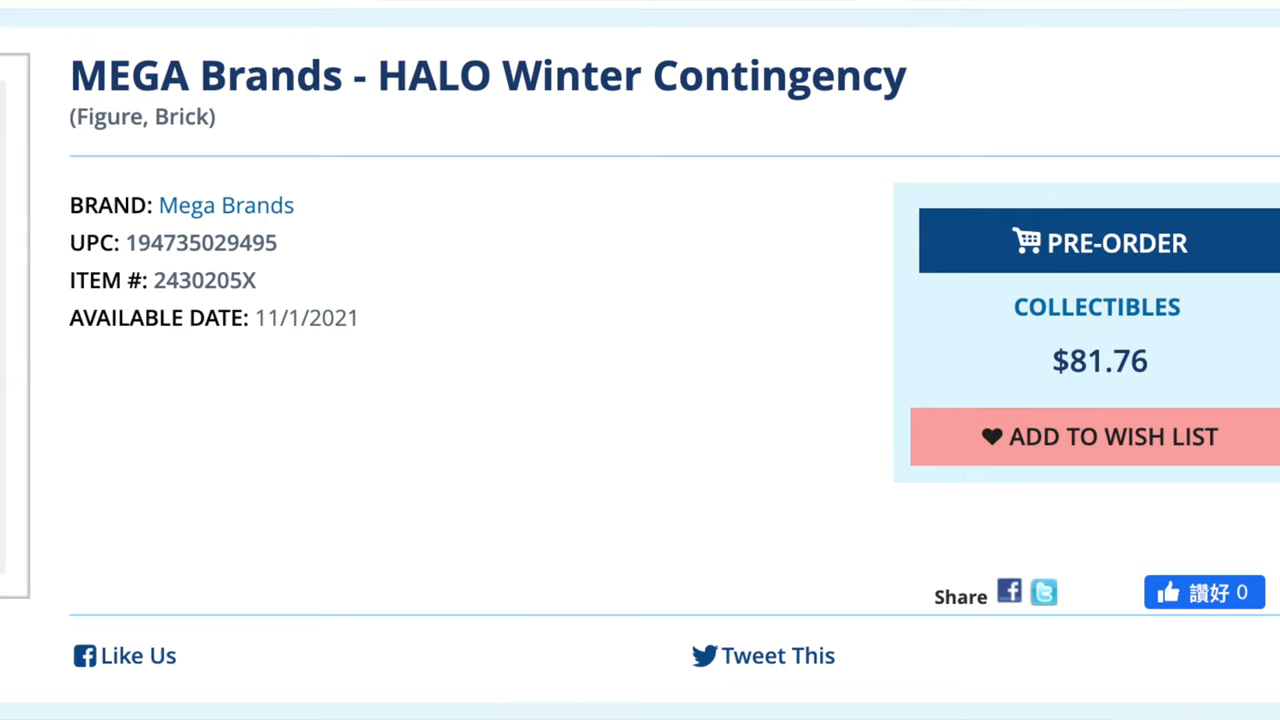 MEGA Brands - HALO Winter Contingency
(Figure, Brick)
BRAND: Mega Brands
UPC: 194735029495
ITEM #: 2430205X
AVAILABLE DATE: 11/1/2021
PRE-ORDER
COLLECTIBLES
$81.76
ADD TO WISH LIST
Share
讚好 0
Like Us
Tweet This